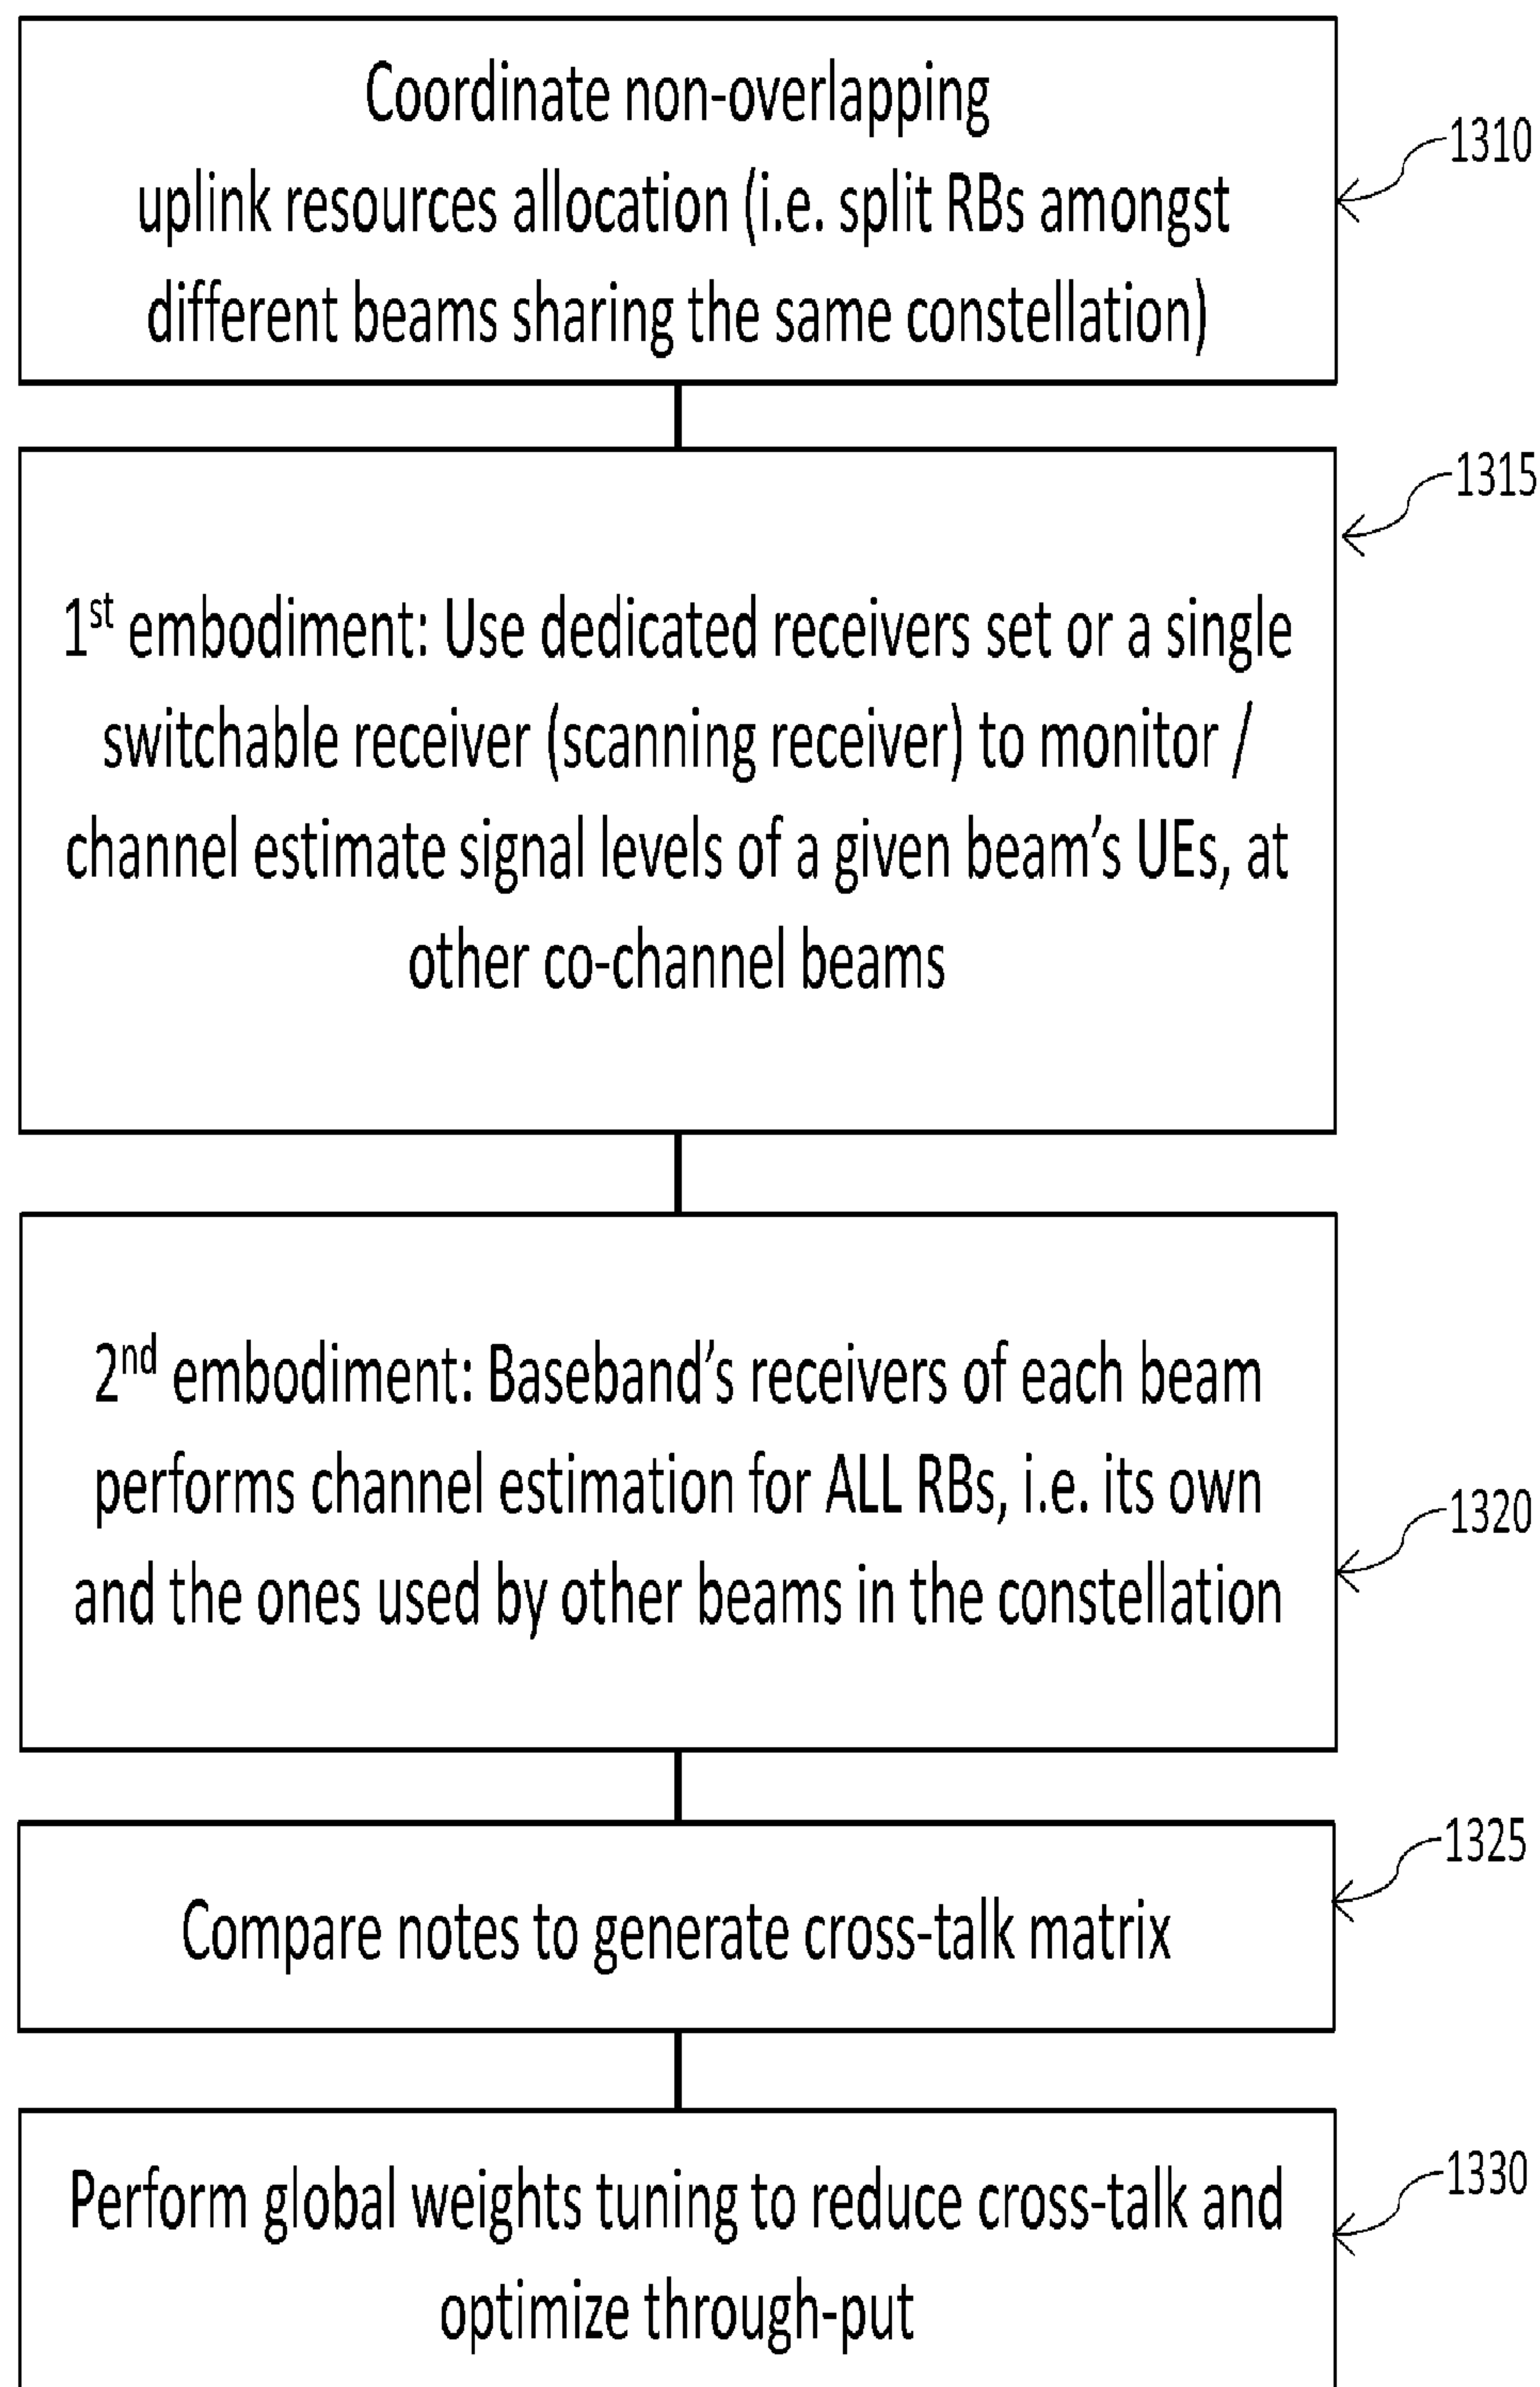 Coordinate non-overlapping
uplink resources allocation (i.e. split RBs amongst
different beams sharing the same constellation)
1310
1315
1st embodiment: Use dedicated receivers set or a single
switchable receiver (scanning receiver) to monitor /
channel estimate signal levels of a given beam's UEs, at
other co-channel beams
2nd embodiment: Baseband's receivers of each beam
performs channel estimation for ALL RBs, i.e. its own
and the ones used by other beams in the constellation
1320
1325
Compare notes to generate cross-talk matrix
Perform global weights tuning to reduce cross-talk and
optimize through-put
1330